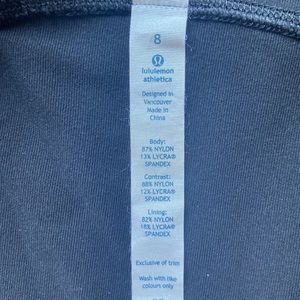 8
lululemon
athletica
Designed in
Vancouver
Made in
China
Body:
87% NYLON
13% LYCRA®
SPANDEX
Contrast:
88% NYLON
12% LYCRA®
SPANDEX
Lining:
82% NYLON
18% LYCRA®
SPANDEX
Exclusive of trim
Wash with like
colours only